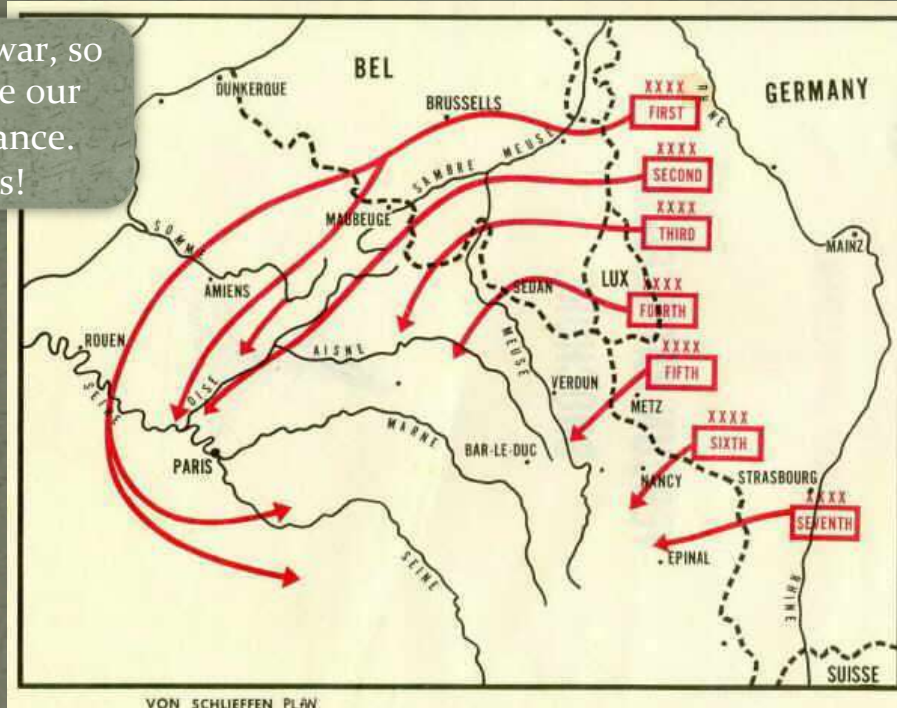 war, so
e our
ance.
s!
BEL
GERMANY
DUNKERQUE
BRUSSELLS
XXXX
FIRST
RHINE
SAMBRE
MEUSE
XXXX
SECOND
MAUBEUGE
XXXX
THIRD
MAINZ
SOMME
AMIENS
SEDAN
LUX
XXXX
FOURTH
ROUEN
AISNE
OISE
MEUSE
XXXX
FIFTH
SEINE
VERDUN
METZ
MARNE
XXXX
SIXTH
PARIS
BAR-LE-DUC
NANCY
STRASBOURG
XXXX
SEVENTH
EPINAL
SEINE
RHINE
SUISSE
VON SCHLIEFFEN PLAN